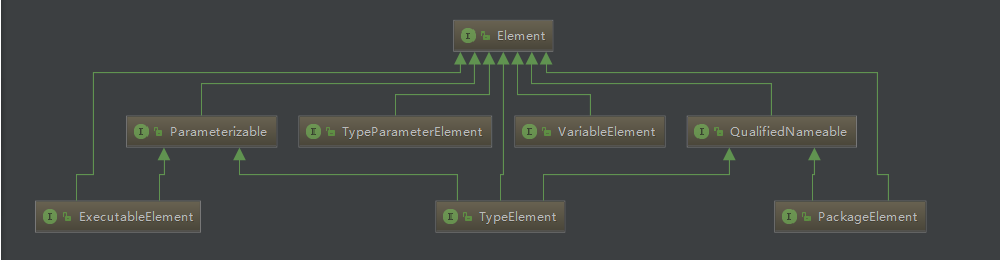 I Element
I Parameterizable
I TypeParameterElement
I VariableElement
I QualifiedNameable
I ExecutableElement
I TypeElement
I PackageElement